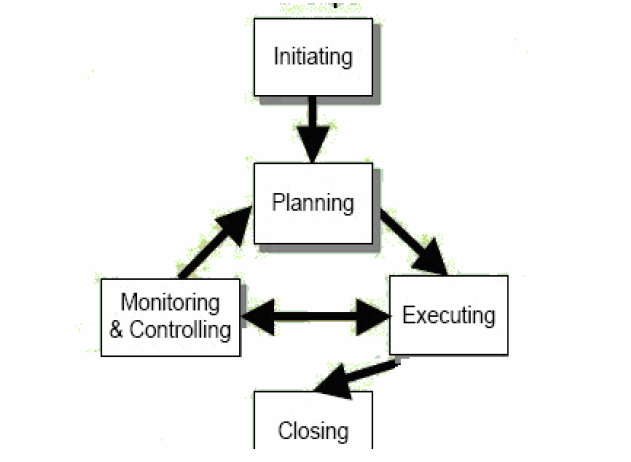 Initiating
Planning
Monitoring
& Controlling
Executing
Closing